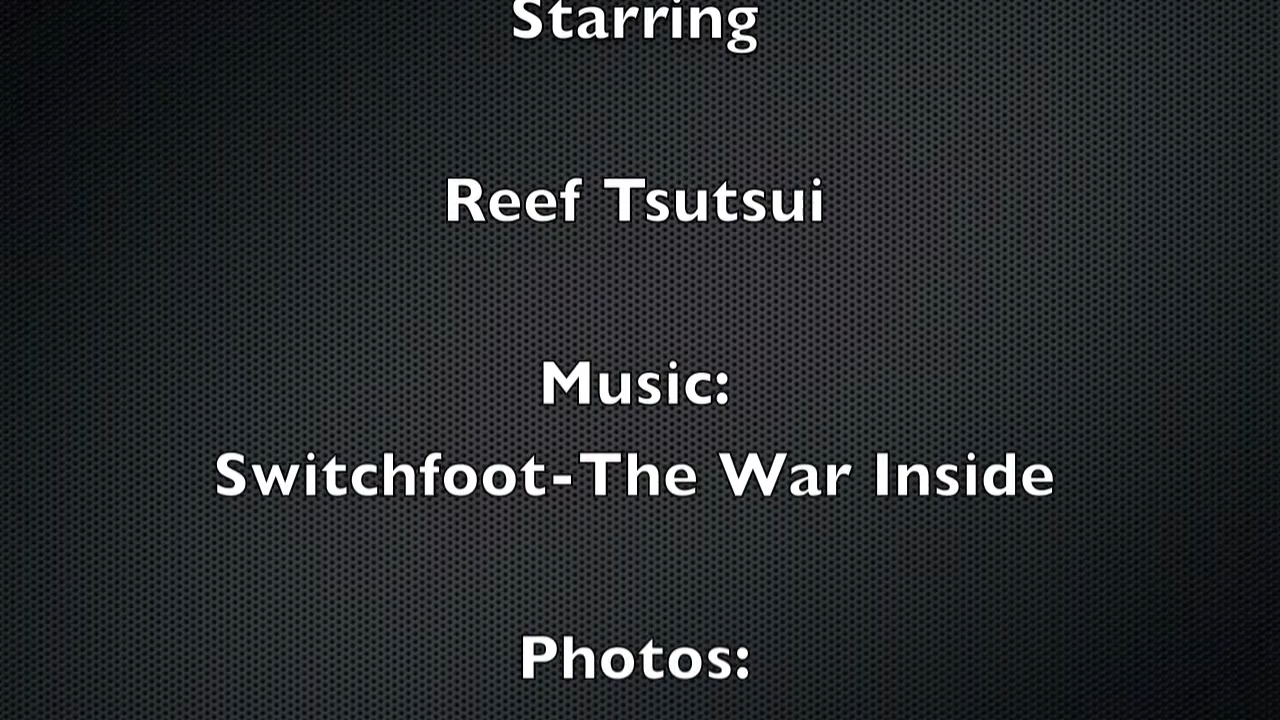 Starring
Reef Tsutsui
Music:
Switchfoot-The War Inside
Photos: